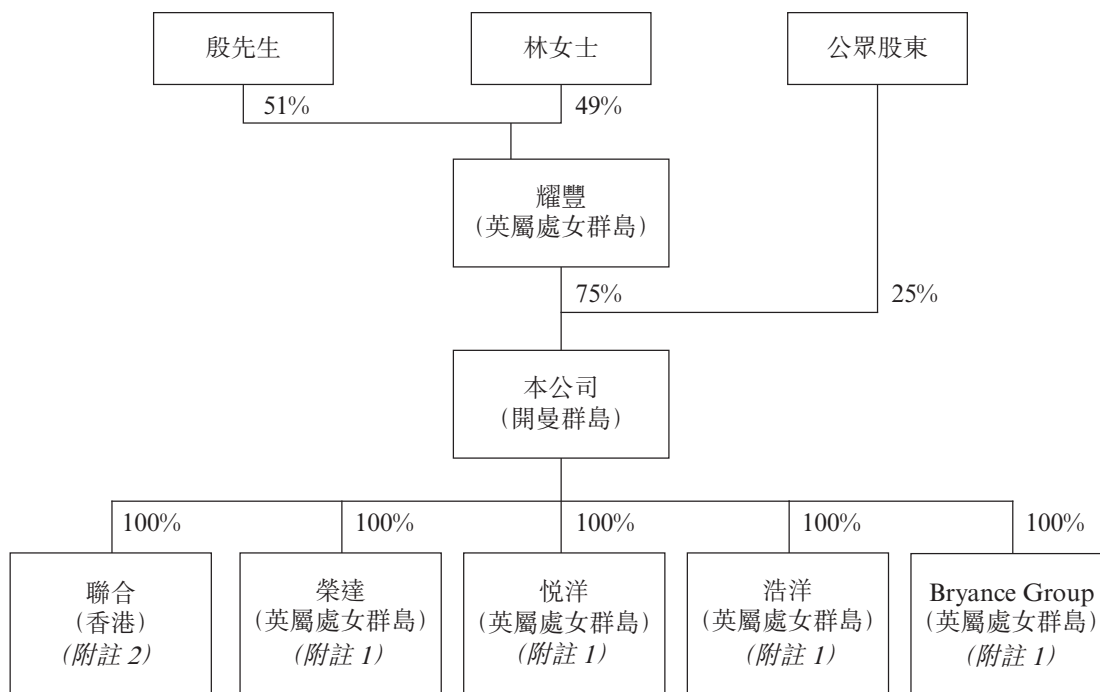 殷先生
林女士
公眾股東
51%
49%
耀豐
(英屬處女群島)
75%
25%
本公司
(開曼群島)
100%
100%
100%
100%
100%
聯合
(香港)
(附註 2)
榮達
(英屬處女群島)
(附註 1)
悅洋
(英屬處女群島)
(附註 1)
浩洋
(英屬處女群島)
(附註 1)
Bryance Group
(英屬處女群島)
(附註 1)